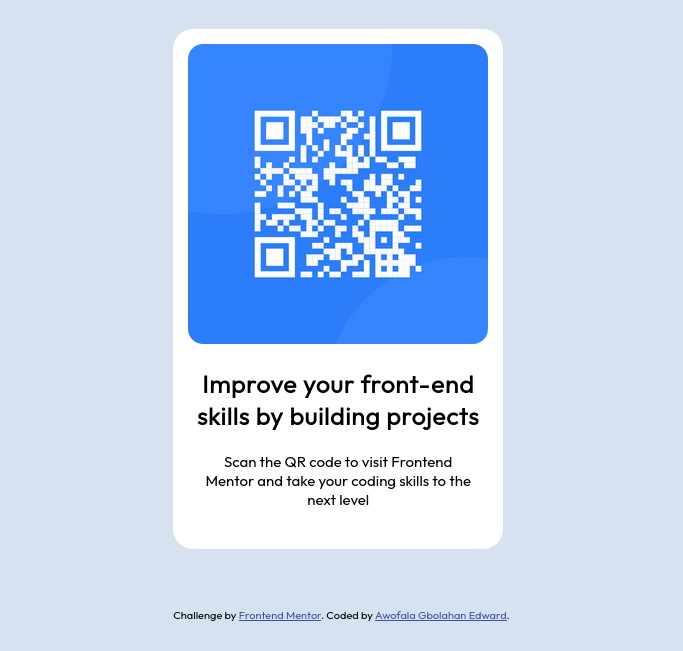 Improve your front-end
skills by building projects
Scan the QR code to visit Frontend
Mentor and take your coding skills to the
next level
Challenge by Frontend Mentor. Coded by Awofala Gbolahan Edward.